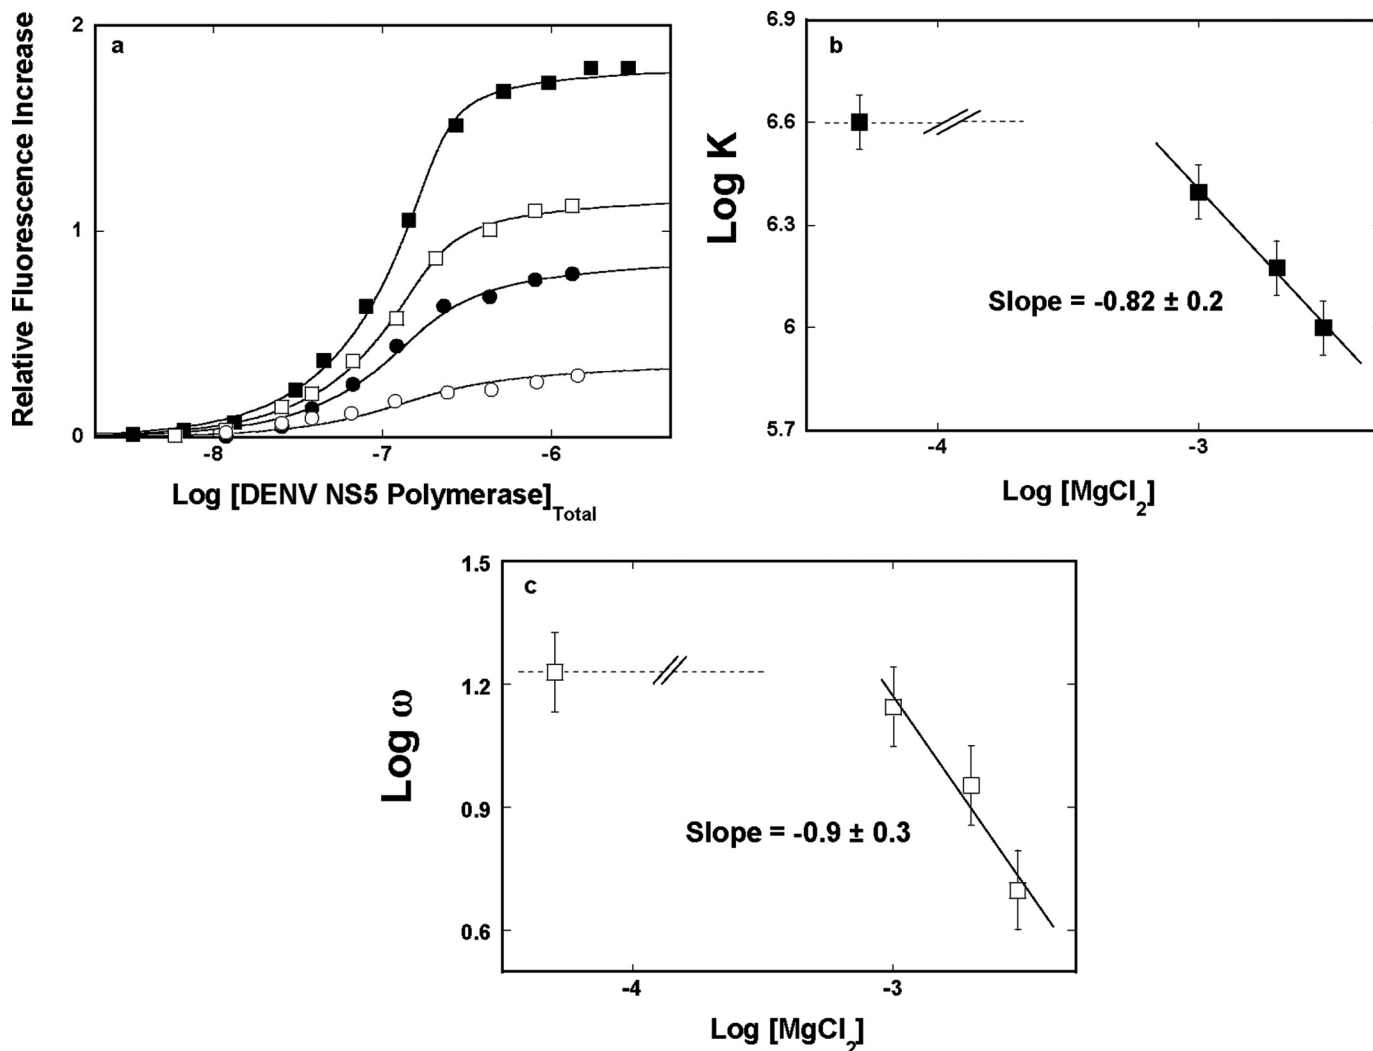 a
2
1
0
-8
-7
-6
Relative Fluorescence Increase
Log [DENV NS5 Polymerase]Total
b
6.9
6.6
6.3
6
5.7
-4
-3
Log K
Slope = -0.82 ± 0.2
Log [MgCl2]
c
1.5
1.2
0.9
0.6
-4
-3
Log ω
Slope = -0.9 ± 0.3
Log [MgCl2]